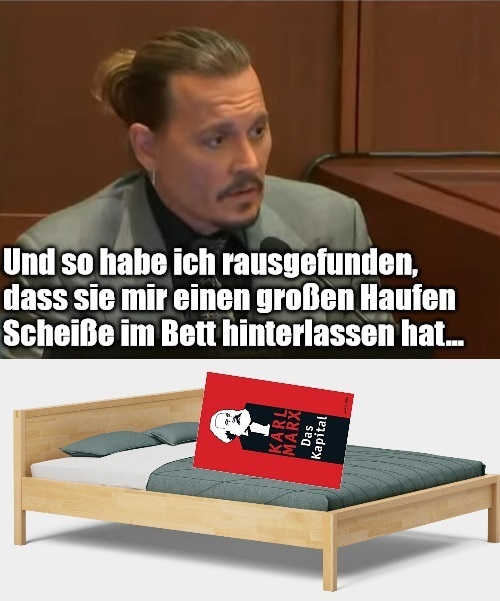 Und so habe ich rausgefunden,
dass sie mir einen großen Haufen
Scheiße im Bett hinterlassen hat...
KARL
MARX
Das
Kapital